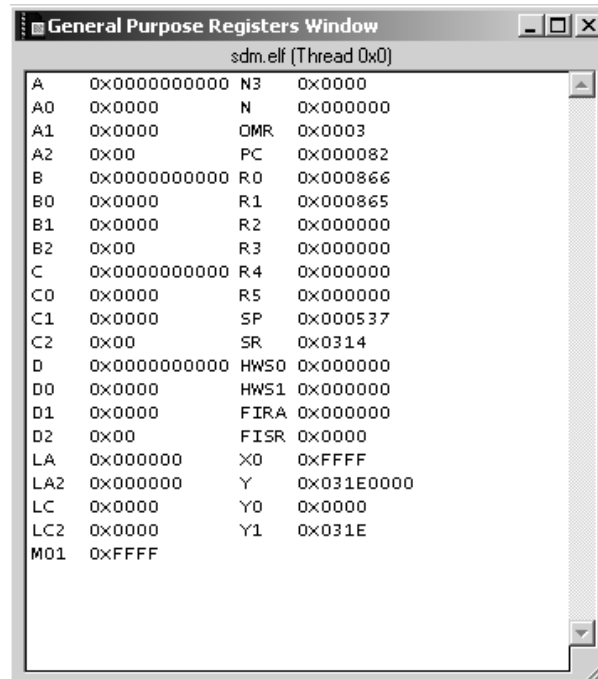 General Purpose Registers Window
sdm.elf (Thread 0x0)
A 0x0000000000 N3 0x0000
A0 0x0000 N 0x000000
A1 0x0000 OMR 0x0003
A2 0x00 PC 0x000082
B 0x0000000000 R0 0x000866
B0 0x0000 R1 0x000865
B1 0x0000 R2 0x000000
B2 0x00 R3 0x000000
C 0x0000000000 R4 0x000000
C0 0x0000 R5 0x000000
C1 0x0000 SP 0x000537
C2 0x00 SR 0x0314
D 0x0000000000 HWS0 0x000000
D0 0x0000 HWS1 0x000000
D1 0x0000 FIRA 0x000000
D2 0x00 FISR 0x0000
LA 0x000000 X0 0xFFFF
LA2 0x000000 Y 0x031E0000
LC 0x0000 Y0 0x0000
LC2 0x0000 Y1 0x031E
M01 0xFFFF